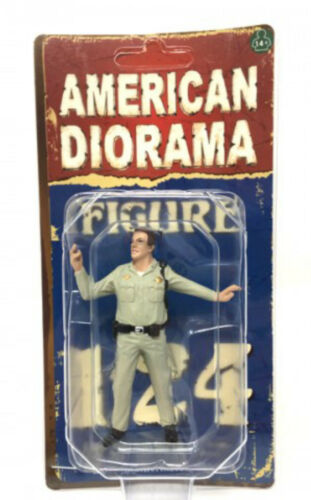 14+
AMERICAN
DIORAMA
FIGURE
1:24